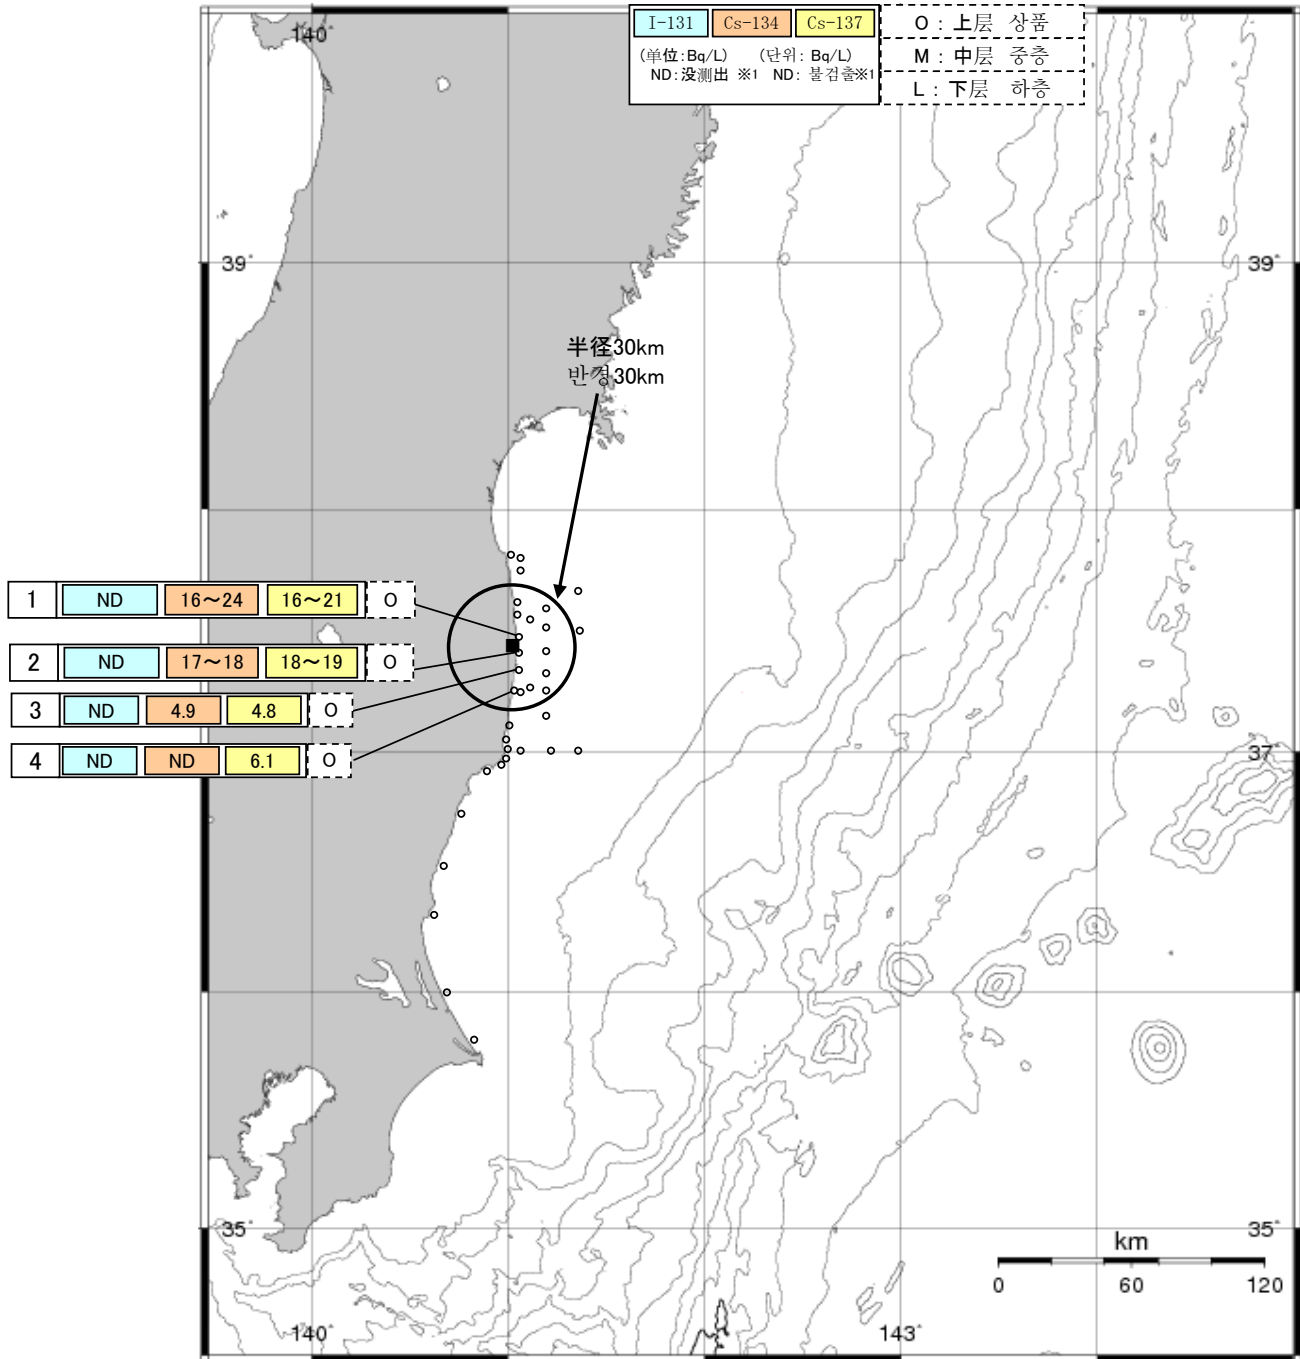 140°
I-131 Cs-134 Cs-137
(单位:Bq/L) (단위: Bq/L)
ND:没测出 ※1 ND: 불검출※1
O : 上层 상품
M : 中层 중층
L : 下层 하층
39° 39°
半径30km
반경30km
1 ND 16～24 16～21 O
2 ND 17～18 18～19 O
3 ND 4.9 4.8 O
4 ND ND 6.1 O
37°
35° 35°
km
0 60 120
140° 143°